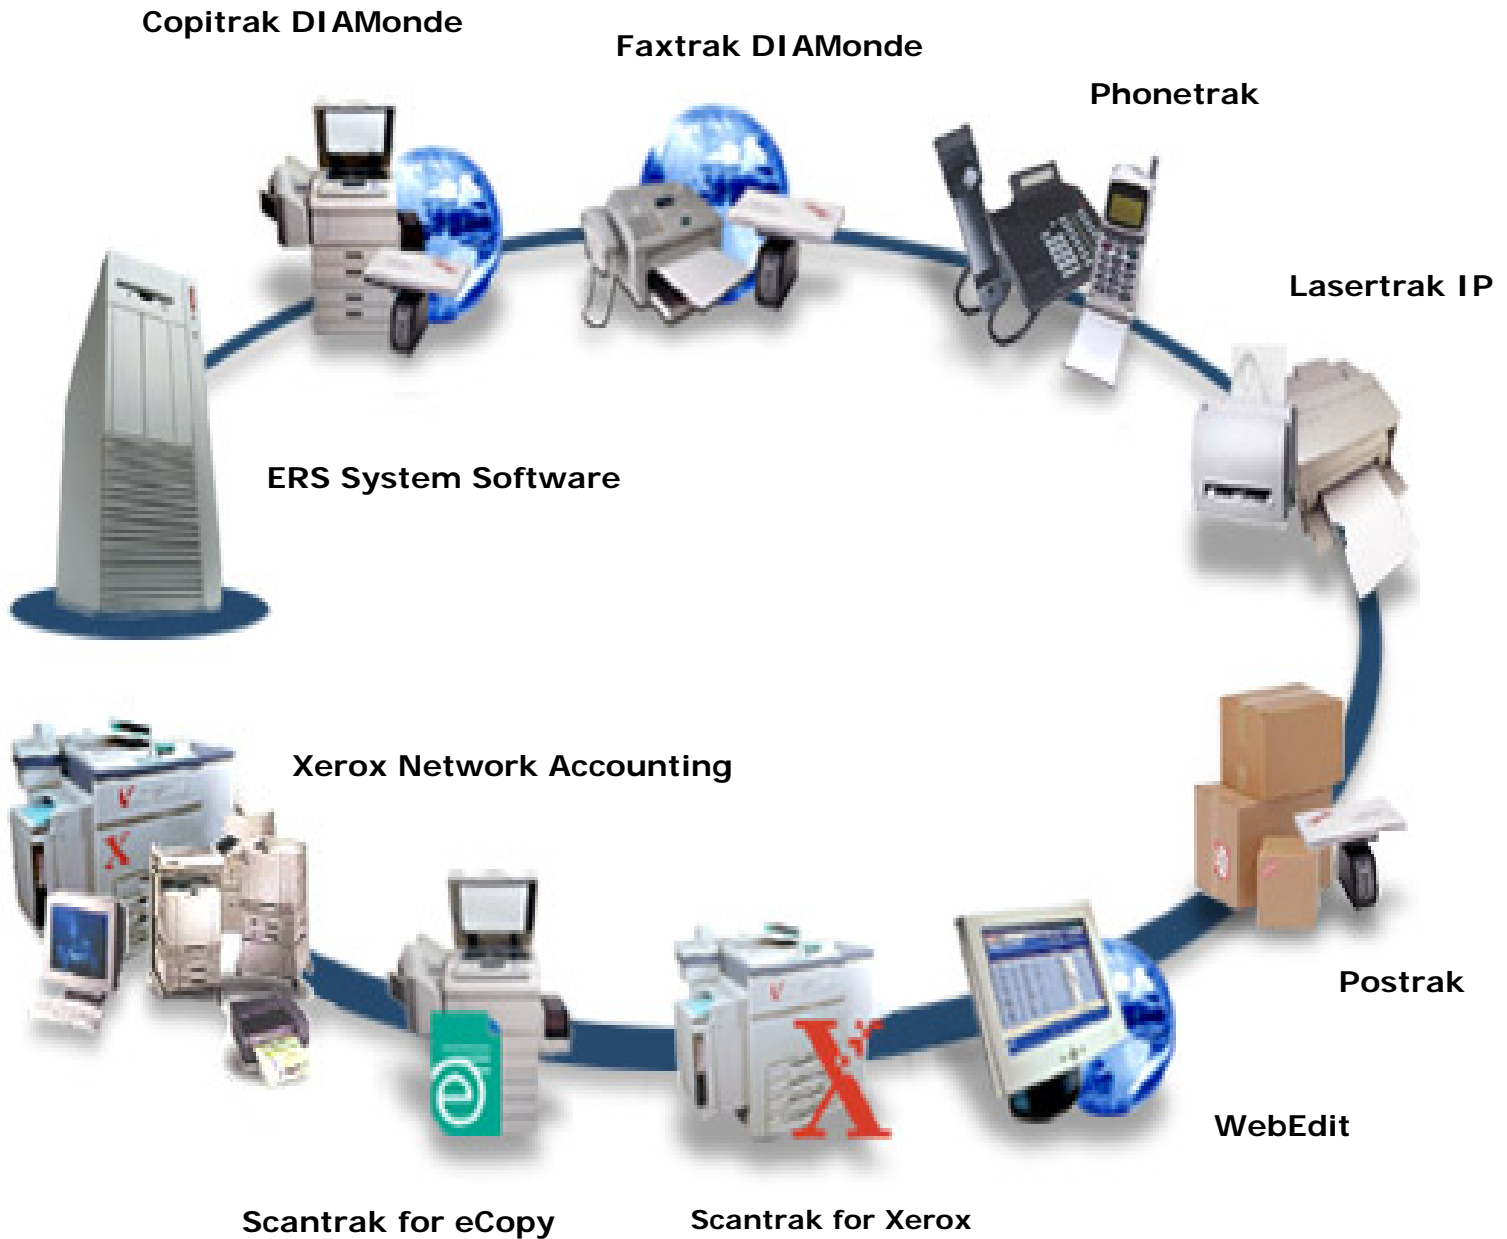 Copitrak DIAMonde
Faxtrak DIAMonde
Phonetrak
Lasertrak IP
ERS System Software
Xerox Network Accounting
Postrak
WebEdit
Scantrak for eCopy
Scantrak for Xerox